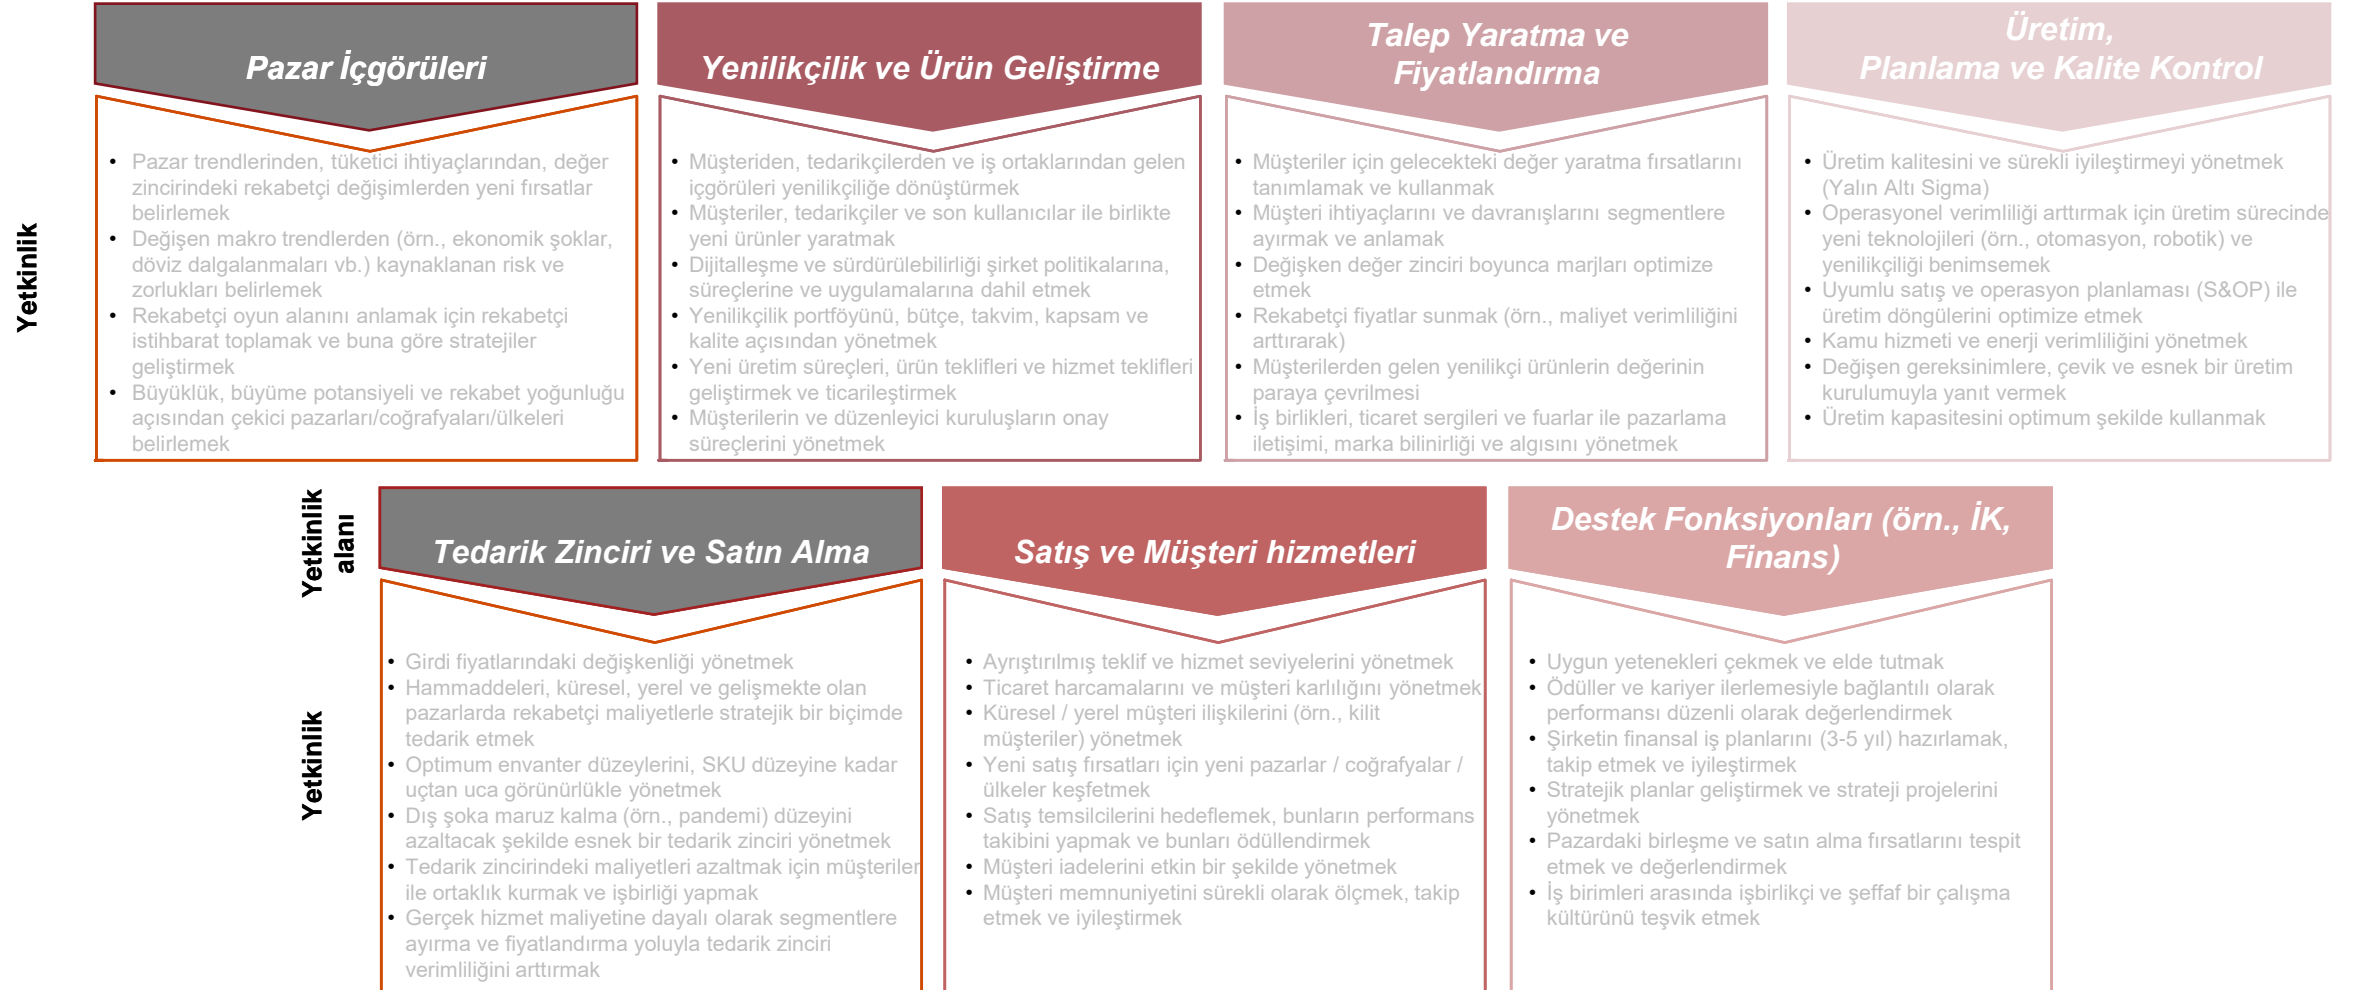 Pazar İçgörüleri
Yenilikçilik ve Ürün Geliştirme
Talep Yaratma ve
Fiyatlandırma
Üretim,
Planlama ve Kalite Kontrol
Yetkinlik
• Pazar trendlerinden, tüketici ihtiyaçlarından, değer
zincirindeki rekabetçi değişimlerden yeni fırsatlar
belirlemek
• Değişen makro trendlerden (örn., ekonomik şoklar,
döviz dalgalanmaları vb.) kaynaklanan risk ve
zorlukları belirlemek
• Rekabetçi oyun alanını anlamak için rekabetçi
istihbarat toplamak ve buna göre stratejiler
geliştirmek
• Büyüklük, büyüme potansiyeli ve rekabet yoğunluğu
açısından çekici pazarları/coğrafyaları/ülkeleri
belirlemek
• Müşteriden, tedarikçilerden ve iş ortaklarından gelen
içgörüleri yenilikçiliğe dönüştürmek
• Müşteriler, tedarikçiler ve son kullanıcılar ile birlikte
yeni ürünler yaratmak
• Dijitalleşme ve sürdürülebilirliği şirket politikalarına,
süreçlerine ve uygulamalarına dahil etmek
• Yenilikçilik portföyünü, bütçe, takvim, kapsam ve
kalite açısından yönetmek
• Yeni üretim süreçleri, ürün teklifleri ve hizmet teklifleri
geliştirmek ve ticarileştirmek
• Müşterilerin ve düzenleyici kuruluşların onay
süreçlerini yönetmek
• Müşteriler için gelecekteki değer yaratma fırsatlarını
tanımlamak ve kullanmak
• Müşteri ihtiyaçlarını ve davranışlarını segmentlere
ayırmak ve anlamak
• Değişken değer zinciri boyunca marjları optimize
etmek
• Rekabetçi fiyatlar sunmak (örn., maliyet verimliliğini
arttırarak)
• Müşterilerden gelen yenilikçi ürünlerin değerinin
paraya çevrilmesi
• İş birlikleri, ticaret sergileri ve fuarlar ile pazarlama
iletişimi, marka bilinirliği ve algısını yönetmek
• Üretim kalitesini ve sürekli iyileştirmeyi yönetmek
(Yalın Altı Sigma)
• Operasyonel verimliliği arttırmak için üretim sürecinde
yeni teknolojileri (örn., otomasyon, robotik) ve
yenilikçiliği benimsemek
• Uyumlu satış ve operasyon planlaması (S&OP) ile
üretim döngülerini optimize etmek
• Kamu hizmeti ve enerji verimliliğini yönetmek
• Değişen gereksinimlere, çevik ve esnek bir üretim
kurulumuyla yanıt vermek
• Üretim kapasitesini optimum şekilde kullanmak
Yetkinlik
alanı
Tedarik Zinciri ve Satın Alma
Satış ve Müşteri hizmetleri
Destek Fonksiyonları (örn., İK,
Finans)
Yetkinlik
• Girdi fiyatlarındaki değişkenliği yönetmek
• Hammaddeleri, küresel, yerel ve gelişmekte olan
pazarlarda rekabetçi maliyetlerle stratejik bir biçimde
tedarik etmek
• Optimum envanter düzeylerini, SKU düzeyine kadar
uçtan uca görünürlükle yönetmek
• Dış şoka maruz kalma (örn., pandemi) düzeyini
azaltacak şekilde esnek bir tedarik zinciri yönetmek
• Tedarik zincirindeki maliyetleri azaltmak için müşteriler
ile ortaklık kurmak ve işbirliği yapmak
• Gerçek hizmet maliyetine dayalı olarak segmentlere
ayırma ve fiyatlandırma yoluyla tedarik zinciri
verimliliğini arttırmak
• Ayrıştırılmış teklif ve hizmet seviyelerini yönetmek
• Ticaret harcamalarını ve müşteri karlılığını yönetmek
• Küresel / yerel müşteri ilişkilerini (örn., kilit
müşteriler) yönetmek
• Yeni satış fırsatları için yeni pazarlar / coğrafyalar /
ülkeler keşfetmek
• Satış temsilcilerini hedeflemek, bunların performans
takibini yapmak ve bunları ödüllendirmek
• Müşteri iadelerini etkin bir şekilde yönetmek
• Müşteri memnuniyetini sürekli olarak ölçmek, takip
etmek ve iyileştirmek
• Uygun yetenekleri çekmek ve elde tutmak
• Ödüller ve kariyer ilerlemesiyle bağlantılı olarak
performansı düzenli olarak değerlendirmek
• Şirketin finansal iş planlarını (3-5 yıl) hazırlamak,
takip etmek ve iyileştirmek
• Stratejik planlar geliştirmek ve strateji projelerini
yönetmek
• Pazardaki birleşme ve satın alma fırsatlarını tespit
etmek ve değerlendirmek
• İş birimleri arasında işbirlikçi ve şeffaf bir çalışma
kültürünü teşvik etmek